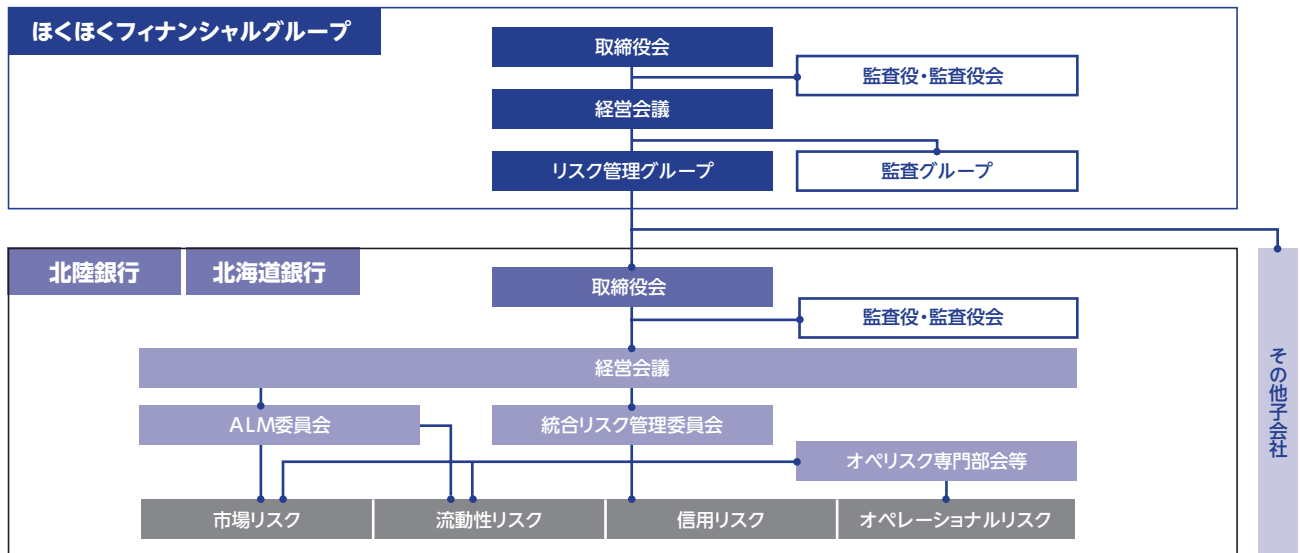 ほくほくフィナンシャルグループ
取締役会
監査役・監査役会
経営会議
リスク管理グループ
監査グループ
北陸銀行
北海道銀行
取締役会
監査役・監査役会
経営会議
ALM委員会
統合リスク管理委員会
オペリスク専門部会等
市場リスク
流動性リスク
信用リスク
オペレーショナルリスク
その他子会社